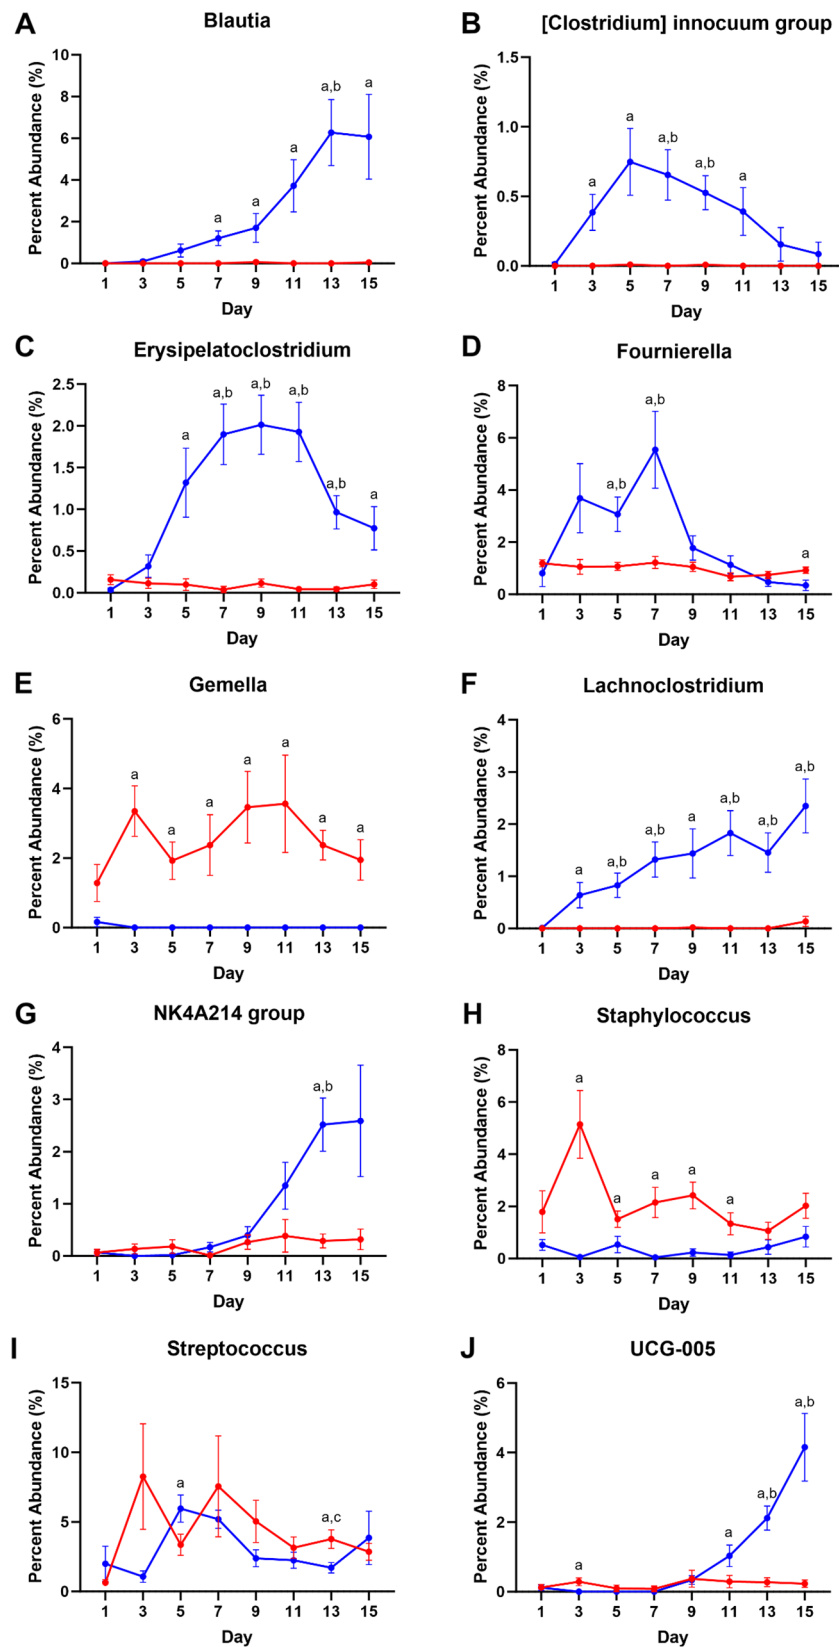 A
Blautia
Percent Abundance (%)
10
8
6
4
2
0
a
a
a
a,b
a
1 3 5 7 9 11 13 15
Day
B
[Clostridium] innocuum group
Percent Abundance (%)
1.5
1.0
0.5
0.0
a
a
a,b
a,b
a
1 3 5 7 9 11 13 15
Day
C
Erysipelatoclostridium
Percent Abundance (%)
2.5
2.0
1.5
1.0
0.5
0.0
a
a,b
a,b
a,b
a,b
a
1 3 5 7 9 11 13 15
Day
D
Fournierella
Percent Abundance (%)
8
6
4
2
0
a,b
a,b
a
1 3 5 7 9 11 13 15
Day
E
Gemella
Percent Abundance (%)
6
4
2
0
a
a
a
a
a
a
a
1 3 5 7 9 11 13 15
Day
F
Lachnoclostridium
Percent Abundance (%)
4
3
2
1
0
a
a,b
a,b
a
a,b
a,b
a,b
1 3 5 7 9 11 13 15
Day
G
NK4A214 group
Percent Abundance (%)
4
3
2
1
0
a,b
1 3 5 7 9 11 13 15
Day
H
Staphylococcus
Percent Abundance (%)
8
6
4
2
0
a
a
a
a
a
1 3 5 7 9 11 13 15
Day
I
Streptococcus
Percent Abundance (%)
15
10
5
0
a
a,c
1 3 5 7 9 11 13 15
Day
J
UCG-005
Percent Abundance (%)
6
4
2
0
a
a
a,b
a,b
1 3 5 7 9 11 13 15
Day